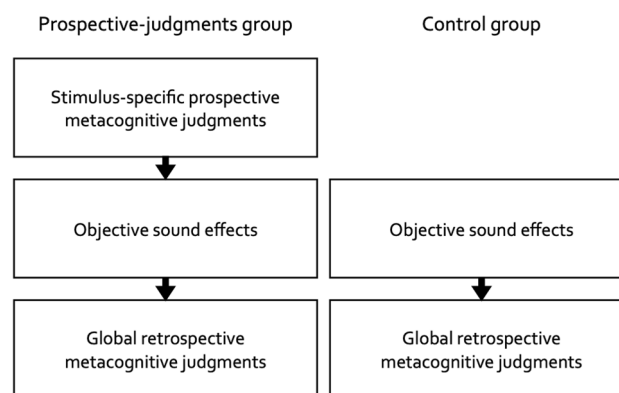 Prospective-judgments group
Control group
Stimulus-specific prospective
metacognitive judgments
Objective sound effects
Objective sound effects
Global retrospective
metacognitive judgments
Global retrospective
metacognitive judgments